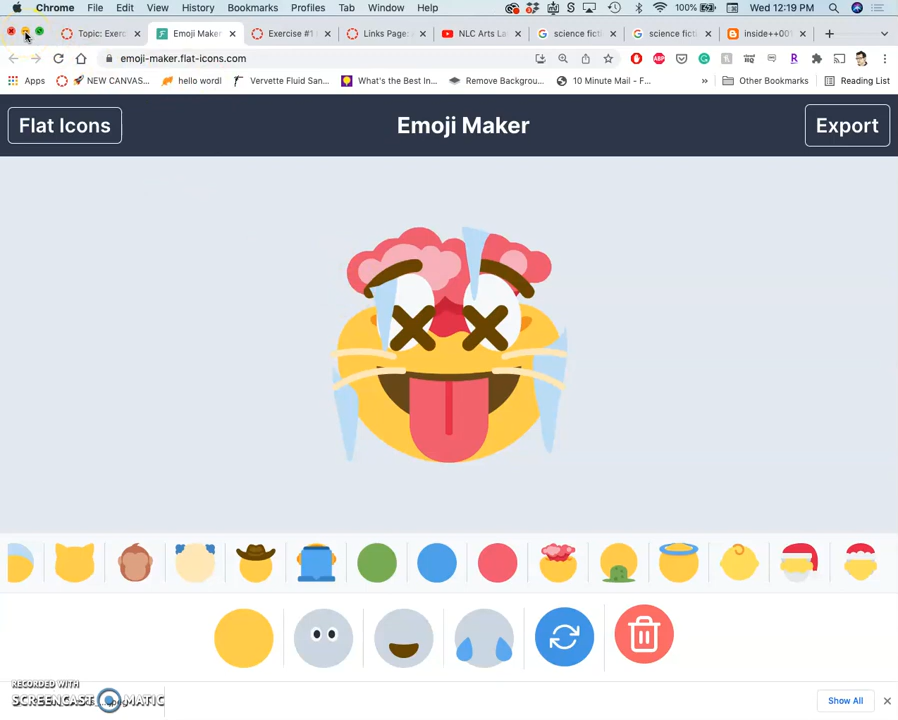 Chrome File Edit View History Bookmarks Profiles Tab Window Help 100% Wed 12:19 PM
Topic: Exerc Emoji Maker Exercise #1 Links Page: NLC Arts La science fict science fict inside++00
emoji-maker.flat-icons.com
Apps NEW CANVAS... hello wordl Vervette Fluid San... What's the Best In... Remove Backgrou... 10 Minute Mail - F... » Other Bookmarks Reading List
Flat Icons Emoji Maker Export
RECORDED WITH
SCREENCAST MATIC
Show All